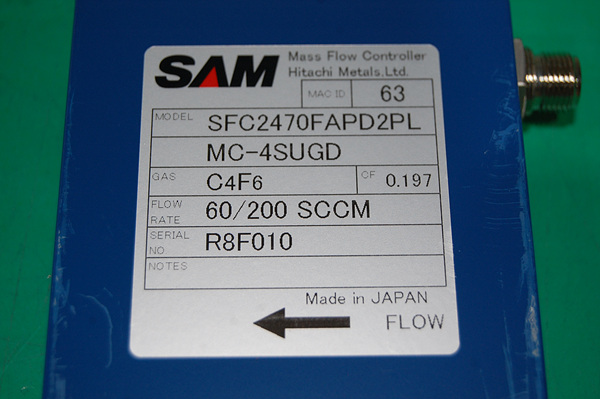 SAM
Mass Flow Controller
Hitachi Metals,Ltd.
MAC ID 63
MODEL SFC2470FAPD2PL
MC-4SUGD
GAS C4F6 CF 0.197
FLOW RATE 60/200 SCCM
SERIAL NO. R8F010
NOTES
Made in JAPAN
FLOW